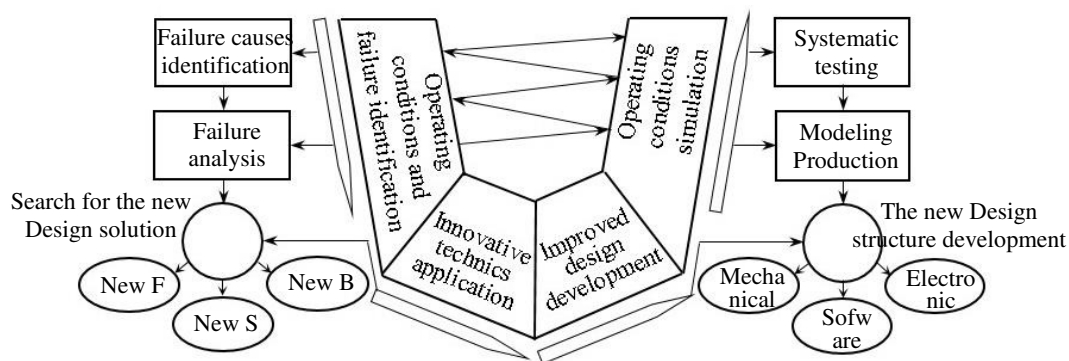 Failure causes
identification
Failure
analysis
Search for the new
Design solution
New F
New S
New B
Operating
conditions and
failure identification
Innovative
technics
application
Improved
design
development
Operating
conditions
simulation
Systematic
testing
Modeling
Production
The new Design
structure development
Mecha
nical
Sofw
are
Electro
nic